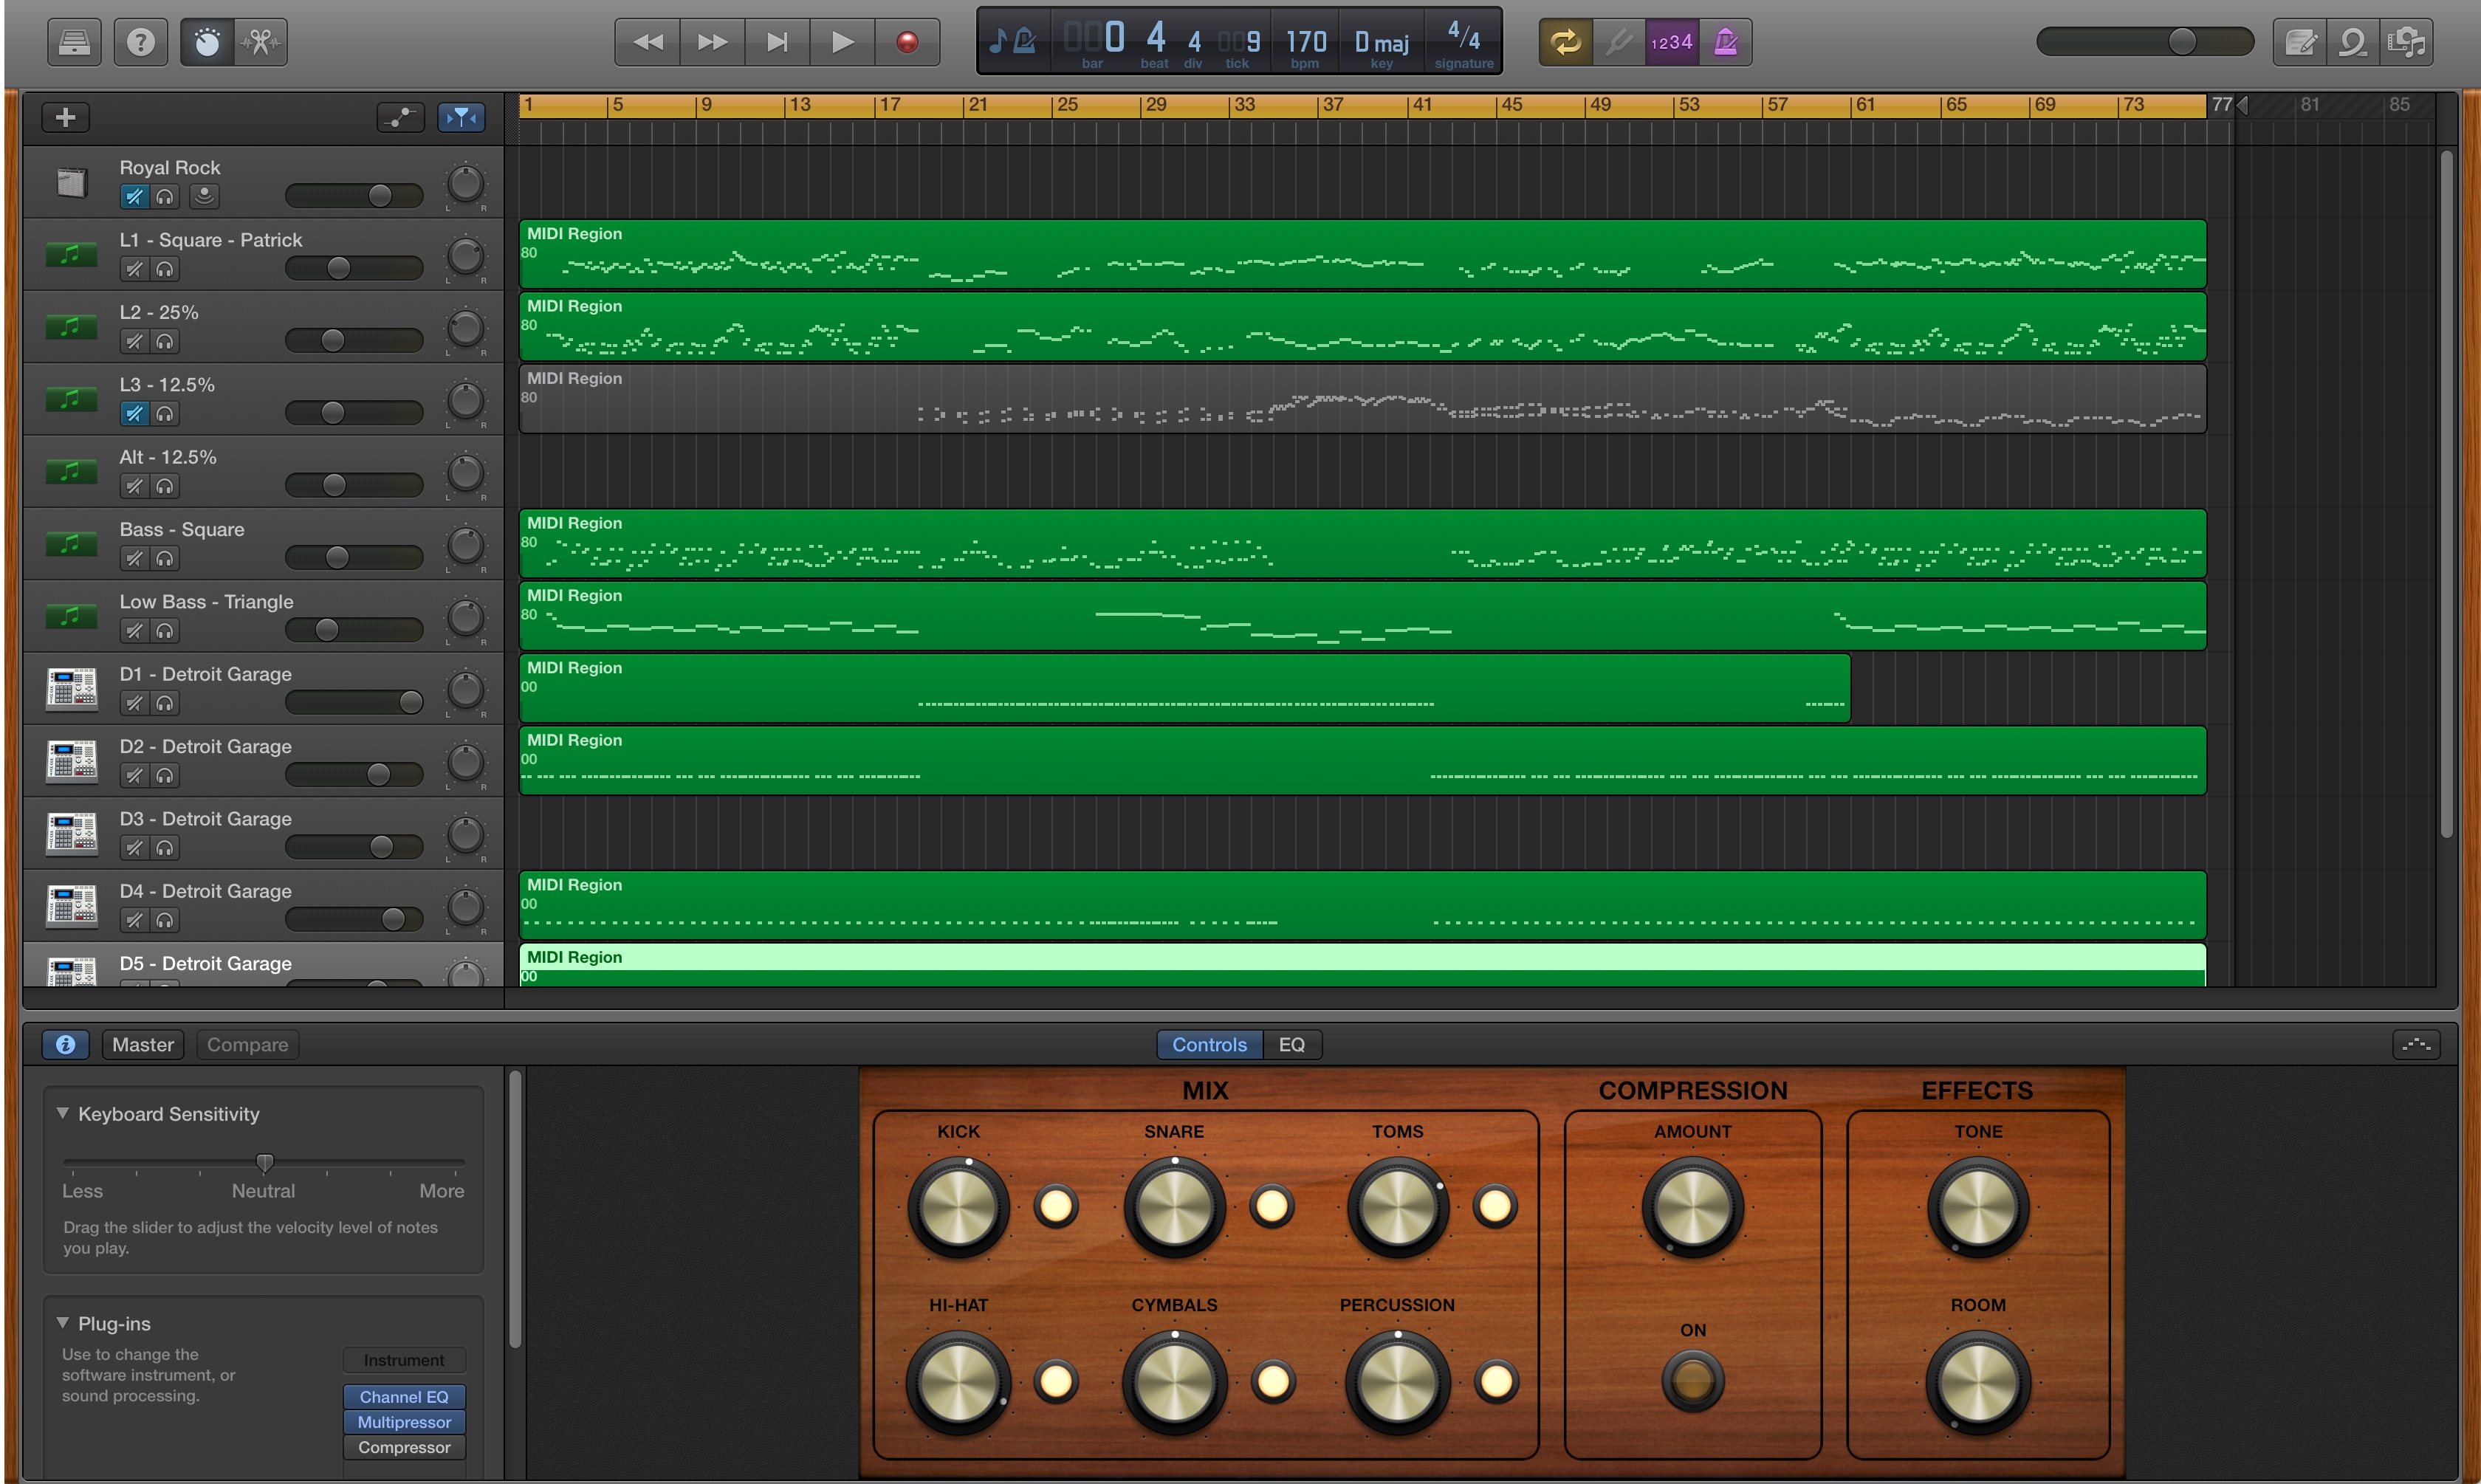 ?
0 4 4 9 170 D maj 4/4
bar beat div tick bpm key signature
1234
1 5 9 13 17 21 25 29 33 37 41 45 49 53 57 61 65 69 73 77 81 85
Royal Rock
L R
L1 - Square - Patrick
L R
MIDI Region
80
L2 - 25%
L R
MIDI Region
80
L3 - 12.5%
L R
MIDI Region
80
Alt - 12.5%
L R
Bass - Square
L R
MIDI Region
80
Low Bass - Triangle
L R
MIDI Region
80
D1 - Detroit Garage
L R
MIDI Region
00
D2 - Detroit Garage
L R
MIDI Region
00
D3 - Detroit Garage
L R
D4 - Detroit Garage
L R
MIDI Region
00
D5 - Detroit Garage
MIDI Region
00
i Master Compare Controls EQ
Keyboard Sensitivity
Less Neutral More
Drag the slider to adjust the velocity level of notes
you play.
Plug-ins
Use to change the
software instrument, or
sound processing.
Instrument
Channel EQ
Multipressor
Compressor
MIX
KICK SNARE TOMS
HI-HAT CYMBALS PERCUSSION
COMPRESSION
AMOUNT
ON
EFFECTS
TONE
ROOM